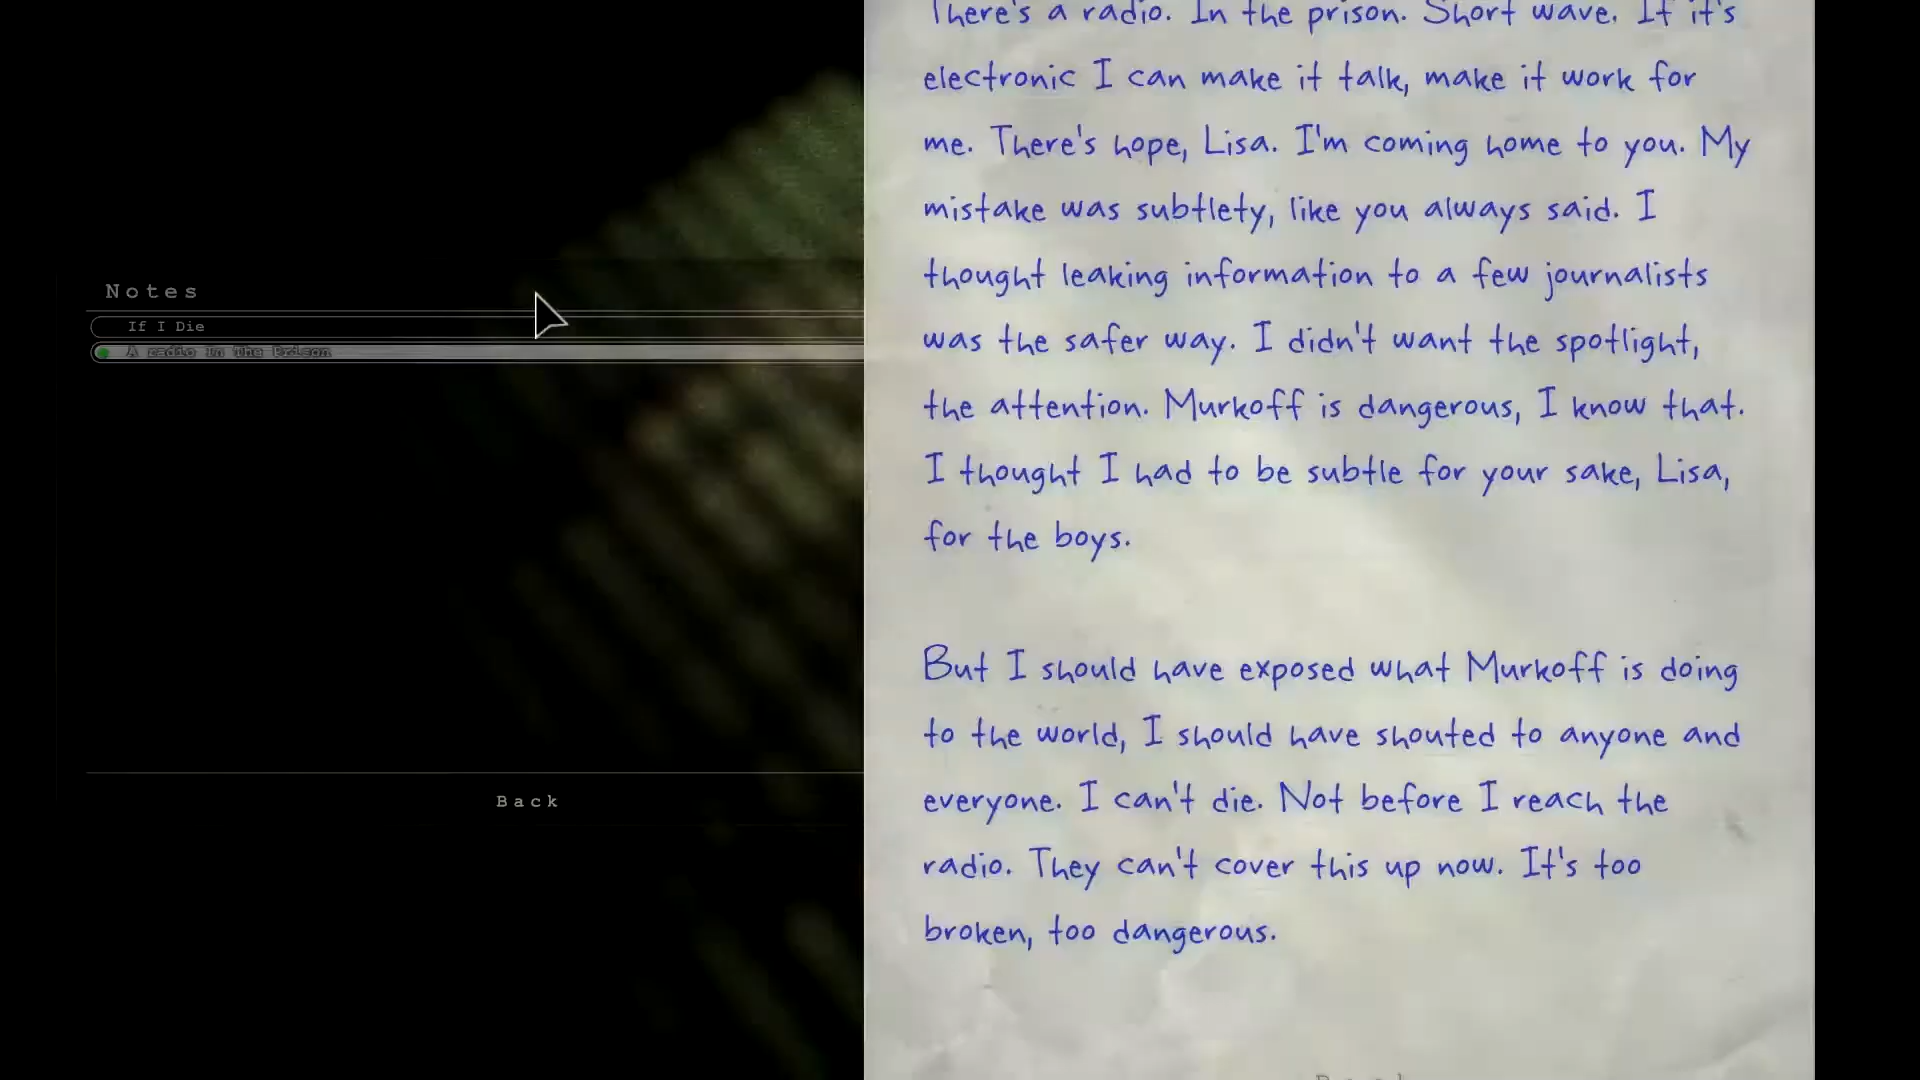 There's a radio. In the prison. Short wave. If it's
electronic I can make it talk, make it work for
me. There's hope, Lisa. I'm coming home to you. My
mistake was subtlety, like you always said. I
thought leaking information to a few journalists
was the safer way. I didn't want the spotlight,
the attention. Murkoff is dangerous, I know that.
I thought I had to be subtle for your sake, Lisa,
for the boys.
But I should have exposed what Murkoff is doing
to the world, I should have shouted to anyone and
everyone. I can't die. Not before I reach the
radio. They can't cover this up now. It's too
broken, too dangerous.
Notes
If I Die
A radio In The Prison
Back